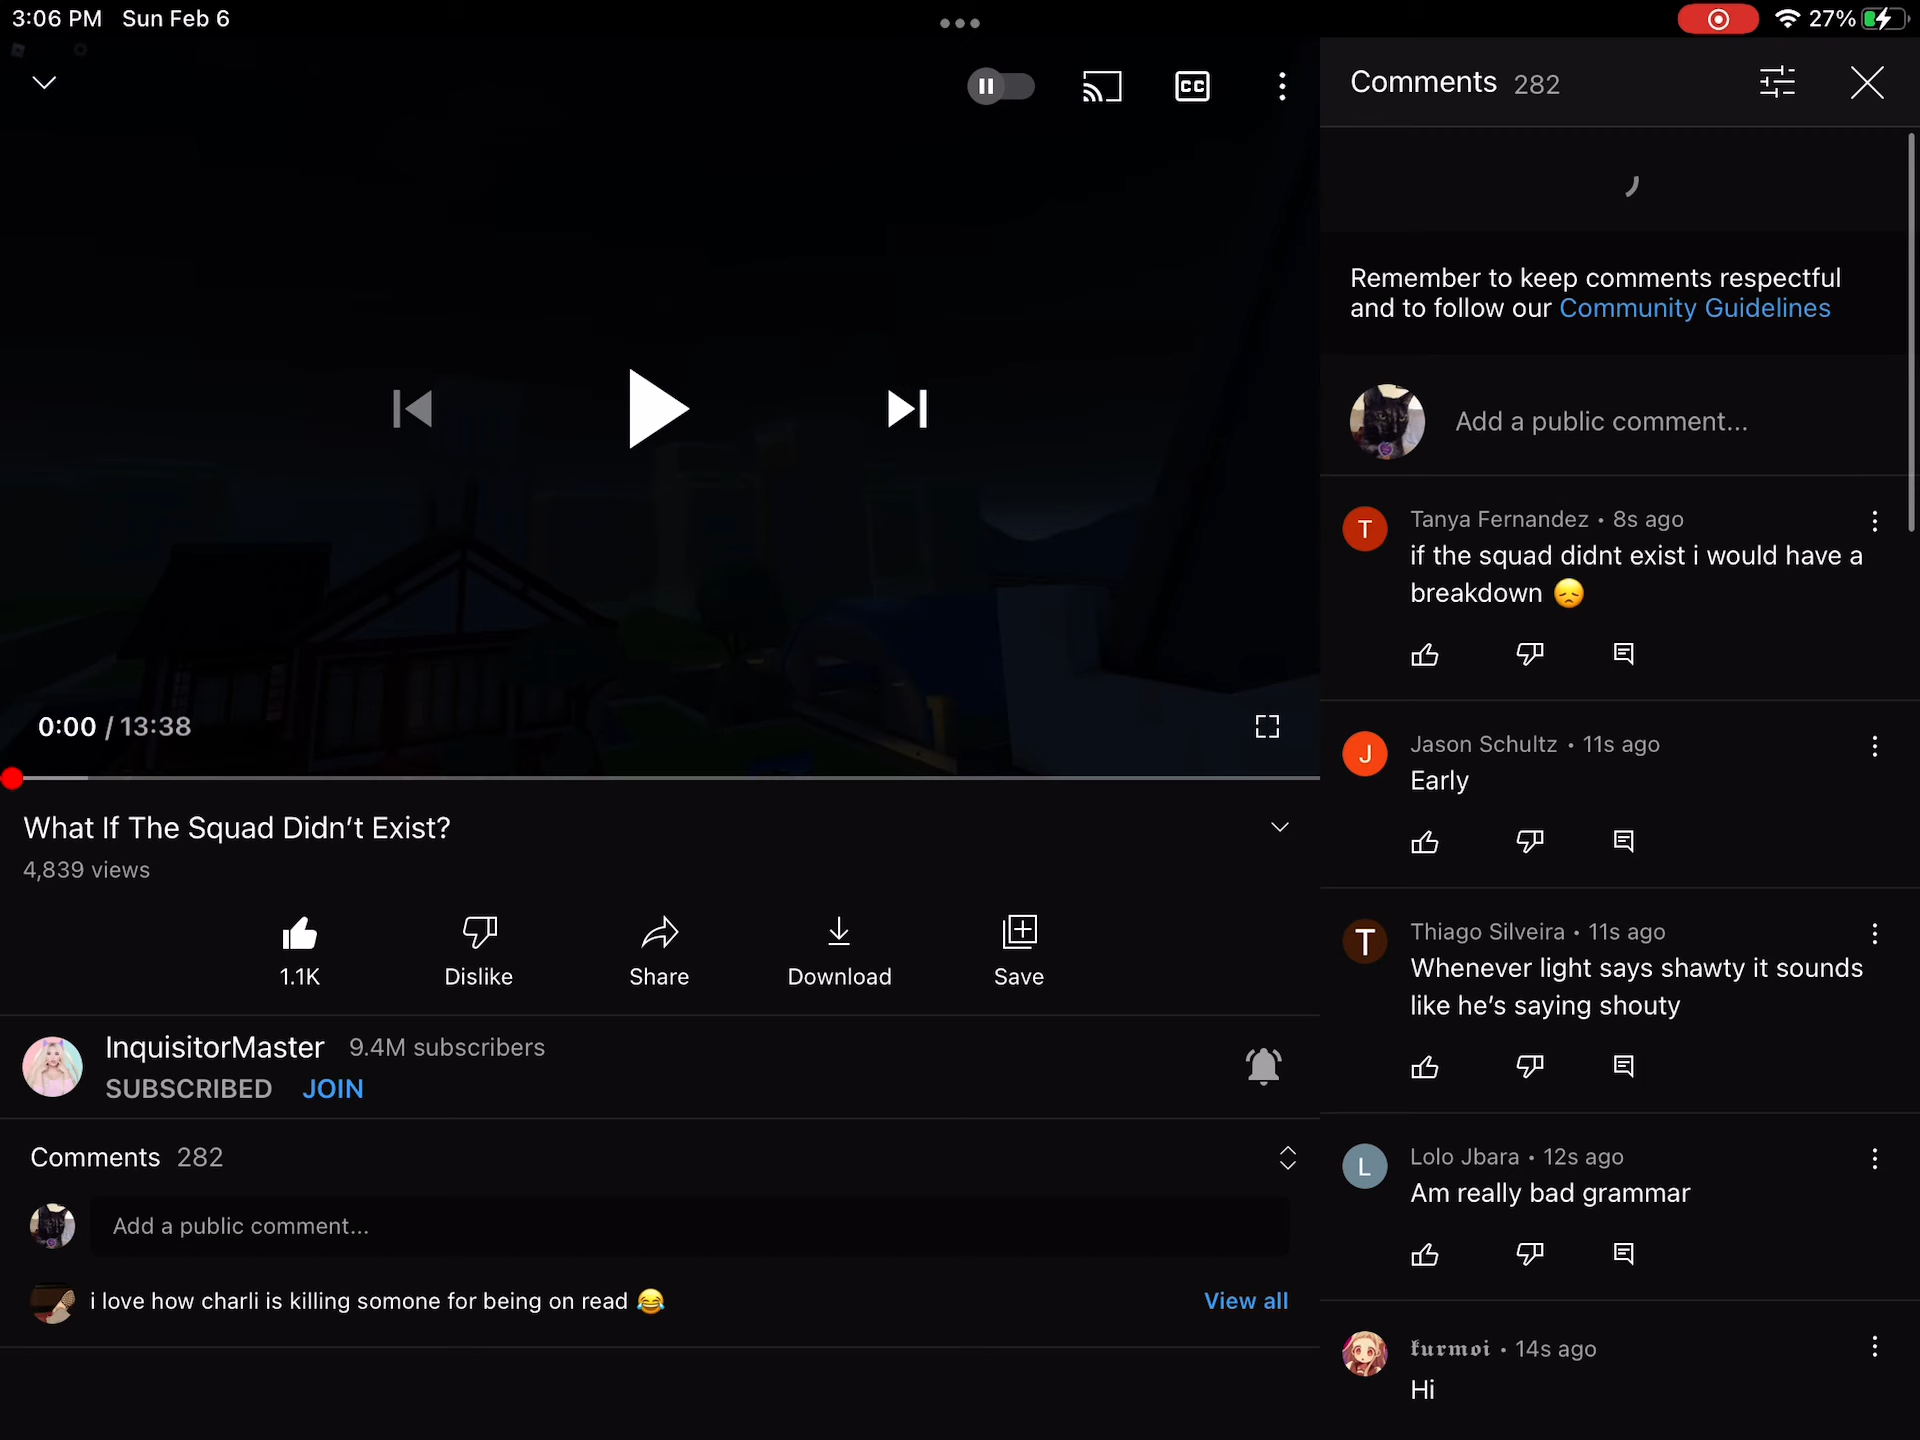 3:06 PM Sun Feb 6
27%
CC
0:00 / 13:38
What If The Squad Didn't Exist?
4,839 views
1.1K
Dislike
Share
Download
Save
InquisitorMaster 9.4M subscribers
SUBSCRIBED JOIN
Comments 282
Add a public comment...
i love how charli is killing somone for being on read 😂
View all
Comments 282
Remember to keep comments respectful
and to follow our Community Guidelines
Add a public comment...
T
Tanya Fernandez • 8s ago
if the squad didnt exist i would have a
breakdown 😞
J
Jason Schultz • 11s ago
Early
T
Thiago Silveira • 11s ago
Whenever light says shawty it sounds
like he's saying shouty
L
Lolo Jbara • 12s ago
Am really bad grammar
𝖐𝖚𝖗𝖒𝖔𝖎 • 14s ago
Hi